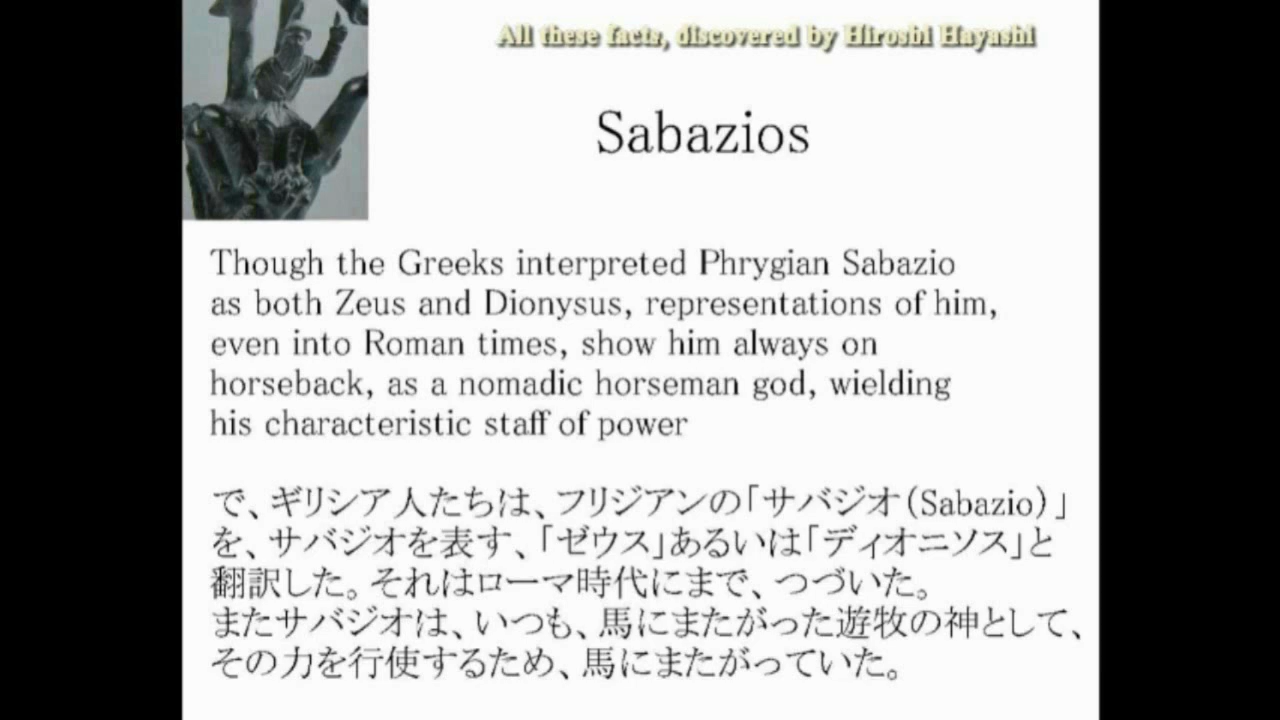 All these facts, discovered by Hiroshi Hayashi
Sabazios
Though the Greeks interpreted Phrygian Sabazio
as both Zeus and Dionysus, representations of him,
even into Roman times, show him always on
horseback, as a nomadic horseman god, wielding
his characteristic staff of power
で、ギリシア人たちは、フリジアンの「サバジオ(Sabazio)」
を、サバジオを表す、「ゼウス」あるいは「ディオニソス」と
翻訳した。それはローマ時代にまで、つづいた。
またサバジオは、いつも、馬にまたがった遊牧の神として、
その力を行使するため、馬にまたがっていた。